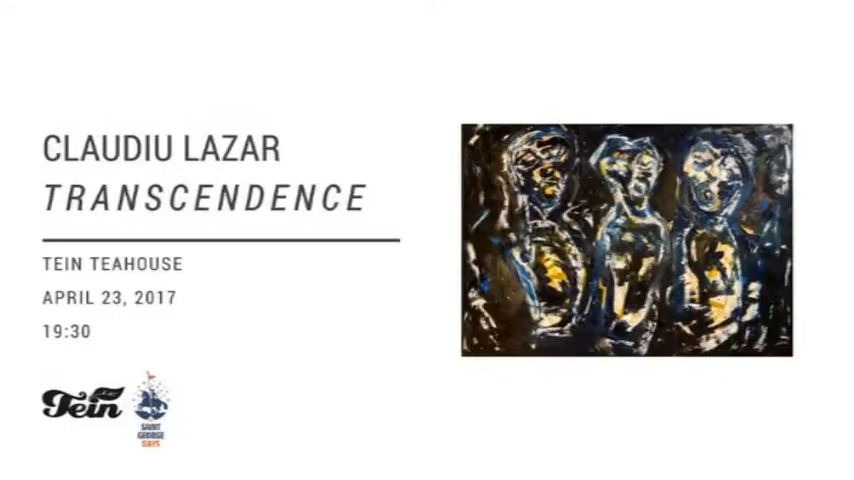 CLAUDIU LAZAR
TRANSCENDENCE
TEIN TEAHOUSE
APRIL 23, 2017
19:30
Tein
SAINT
GEORGE
DAYS